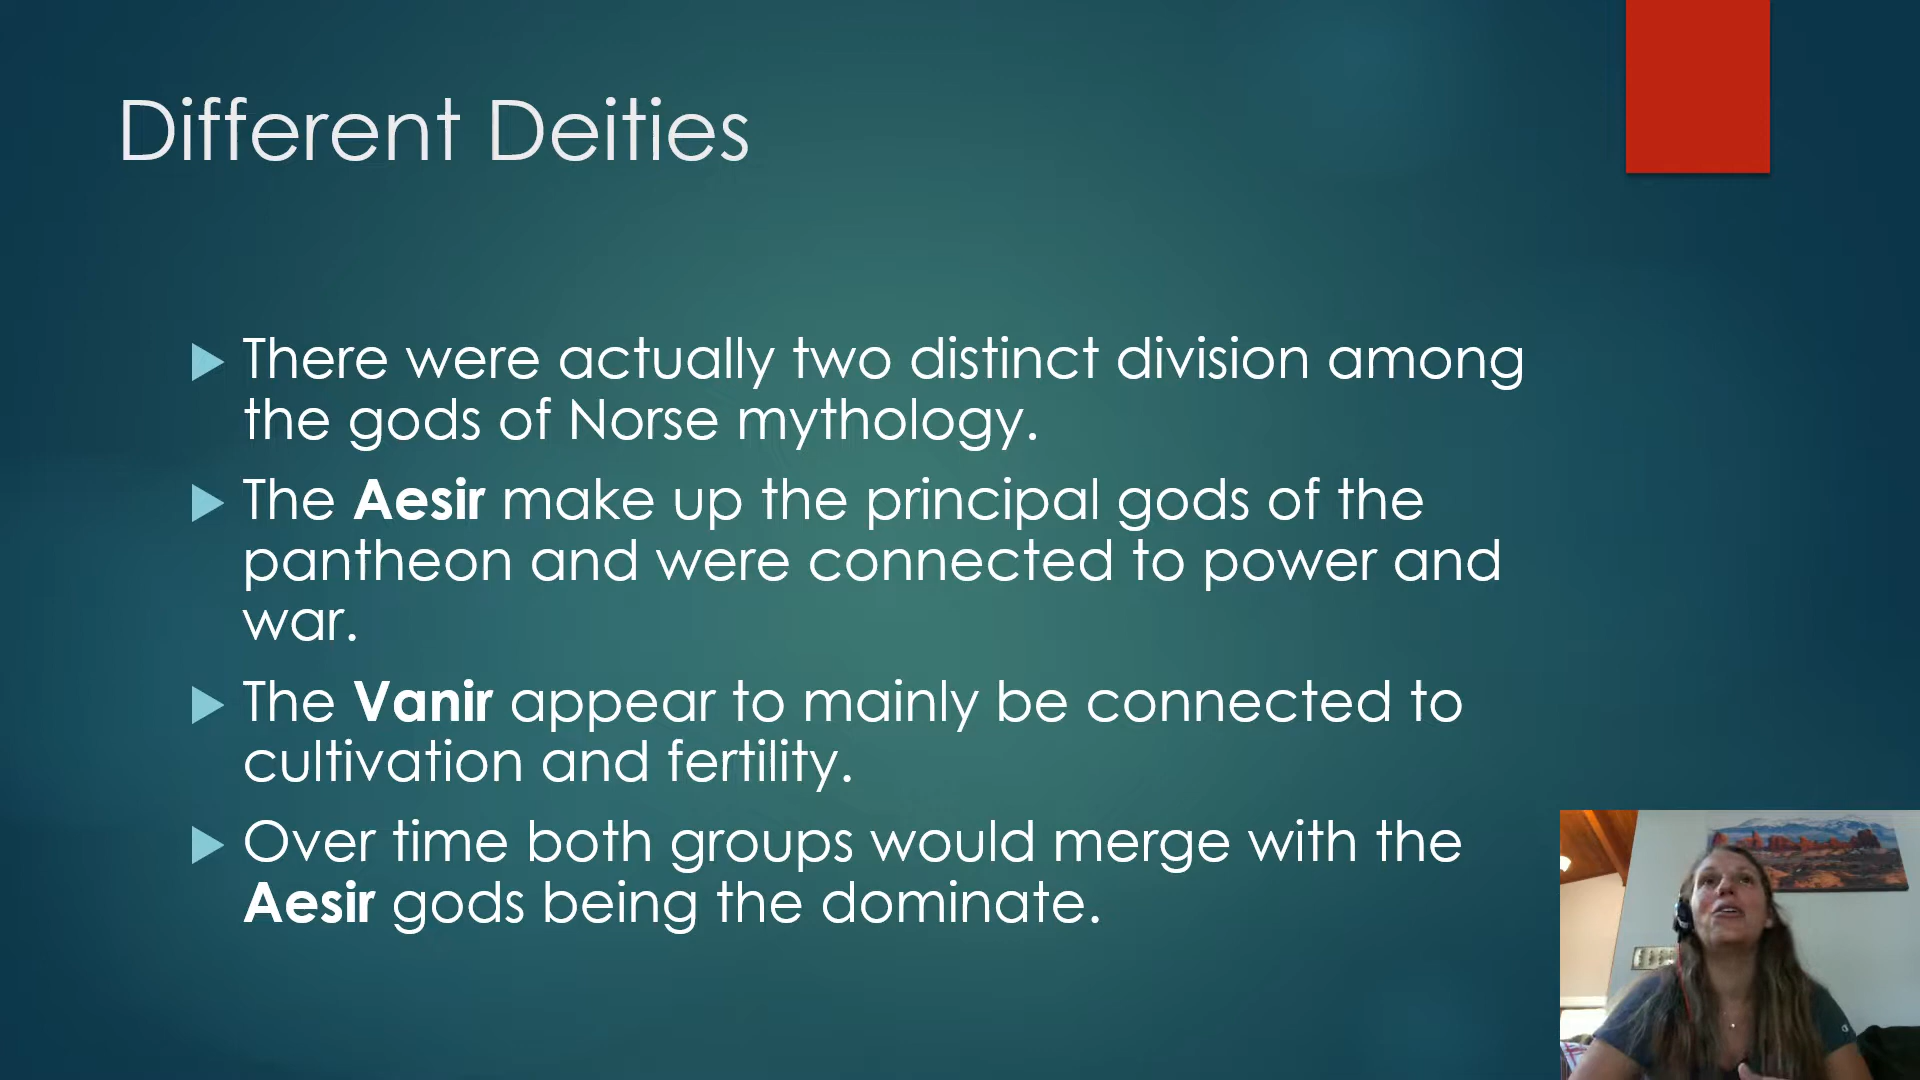 Different Deities
There were actually two distinct division among
the gods of Norse mythology.
The Aesir make up the principal gods of the
pantheon and were connected to power and
war.
The Vanir appear to mainly be connected to
cultivation and fertility.
Over time both groups would merge with the
Aesir gods being the dominate.